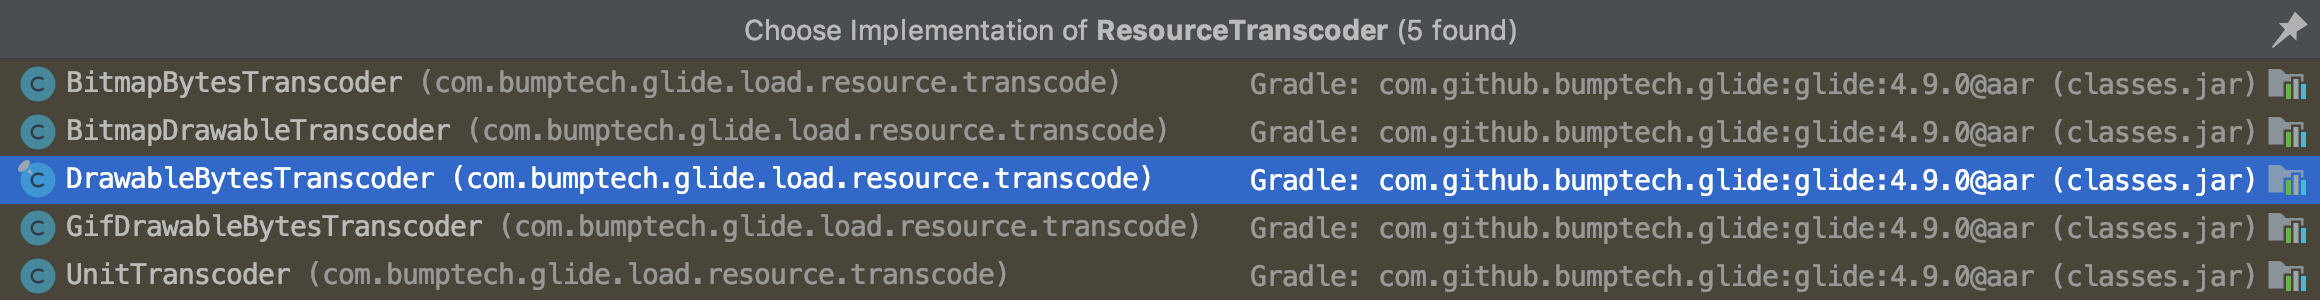 Choose Implementation of ResourceTranscoder (5 found)
BitmapBytesTranscoder (com.bumptech.glide.load.resource.transcode) Gradle: com.github.bumptech.glide:glide:4.9.0@aar (classes.jar)
BitmapDrawableTranscoder (com.bumptech.glide.load.resource.transcode) Gradle: com.github.bumptech.glide:glide:4.9.0@aar (classes.jar)
DrawableBytesTranscoder (com.bumptech.glide.load.resource.transcode) Gradle: com.github.bumptech.glide:glide:4.9.0@aar (classes.jar)
GifDrawableBytesTranscoder (com.bumptech.glide.load.resource.transcode) Gradle: com.github.bumptech.glide:glide:4.9.0@aar (classes.jar)
UnitTranscoder (com.bumptech.glide.load.resource.transcode) Gradle: com.github.bumptech.glide:glide:4.9.0@aar (classes.jar)